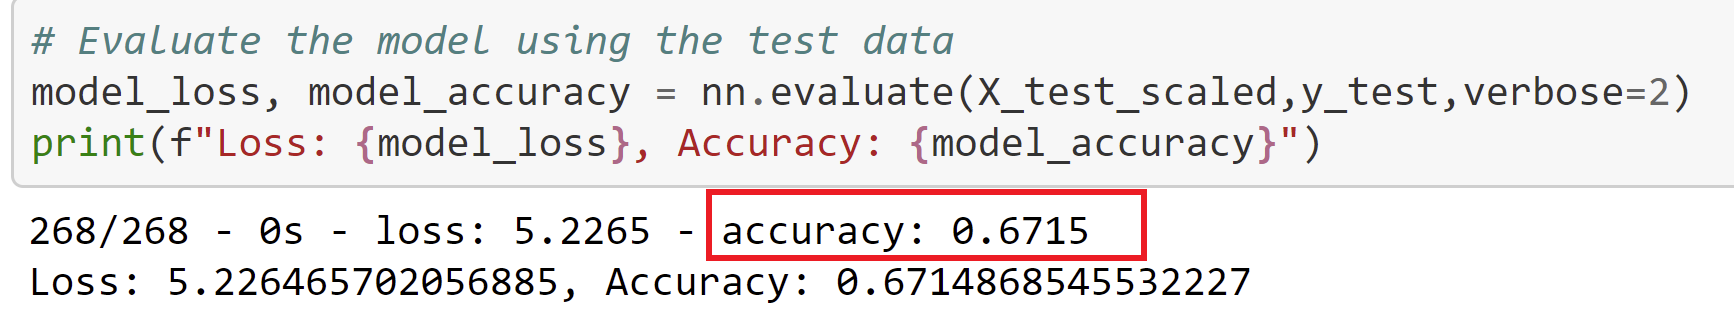 # Evaluate the model using the test data
model_loss, model_accuracy = nn.evaluate(X_test_scaled,y_test,verbose=2)
print(f"Loss: {model_loss}, Accuracy: {model_accuracy}")
268/268 - 0s - loss: 5.2265 - accuracy: 0.6715
Loss: 5.226465702056885, Accuracy: 0.6714868545532227